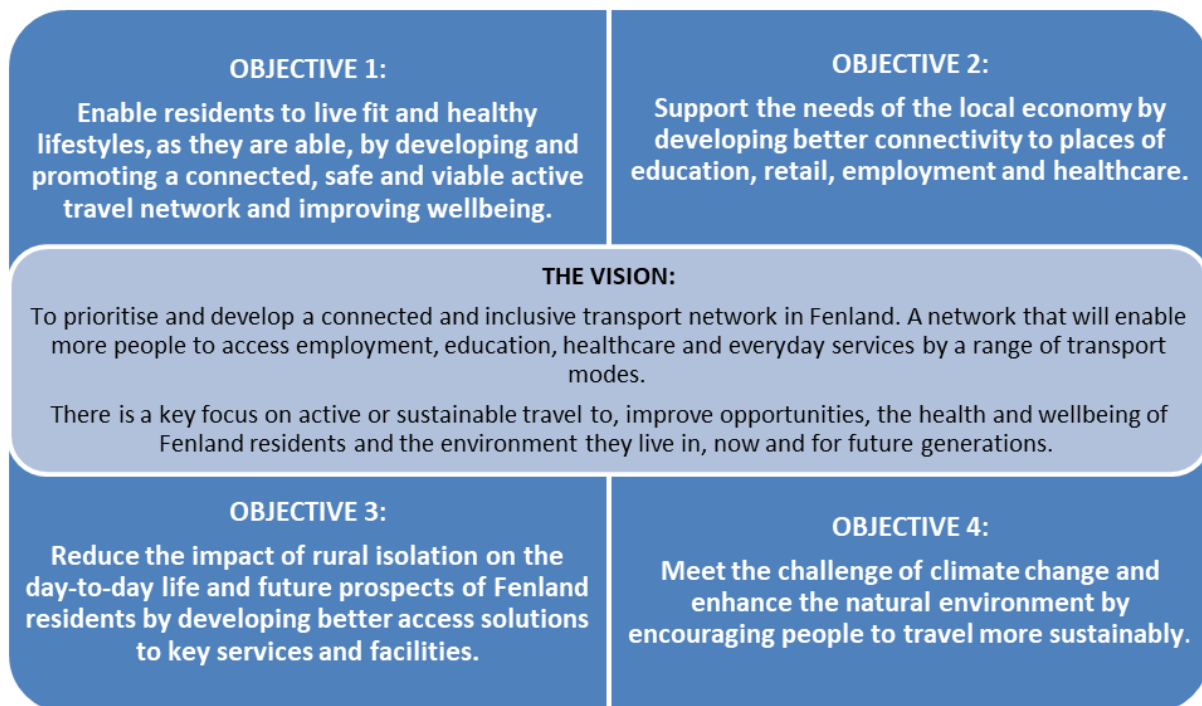 OBJECTIVE 1:
Enable residents to live fit and healthy
lifestyles, as they are able, by developing and
promoting a connected, safe and viable active
travel network and improving wellbeing.
OBJECTIVE 2:
Support the needs of the local economy by
developing better connectivity to places of
education, retail, employment and healthcare.
THE VISION:
To prioritise and develop a connected and inclusive transport network in Fenland. A network that will enable
more people to access employment, education, healthcare and everyday services by a range of transport
modes.
There is a key focus on active or sustainable travel to, improve opportunities, the health and wellbeing of
Fenland residents and the environment they live in, now and for future generations.
OBJECTIVE 3:
Reduce the impact of rural isolation on the
day-to-day life and future prospects of Fenland
residents by developing better access solutions
to key services and facilities.
OBJECTIVE 4:
Meet the challenge of climate change and
enhance the natural environment by
encouraging people to travel more sustainably.